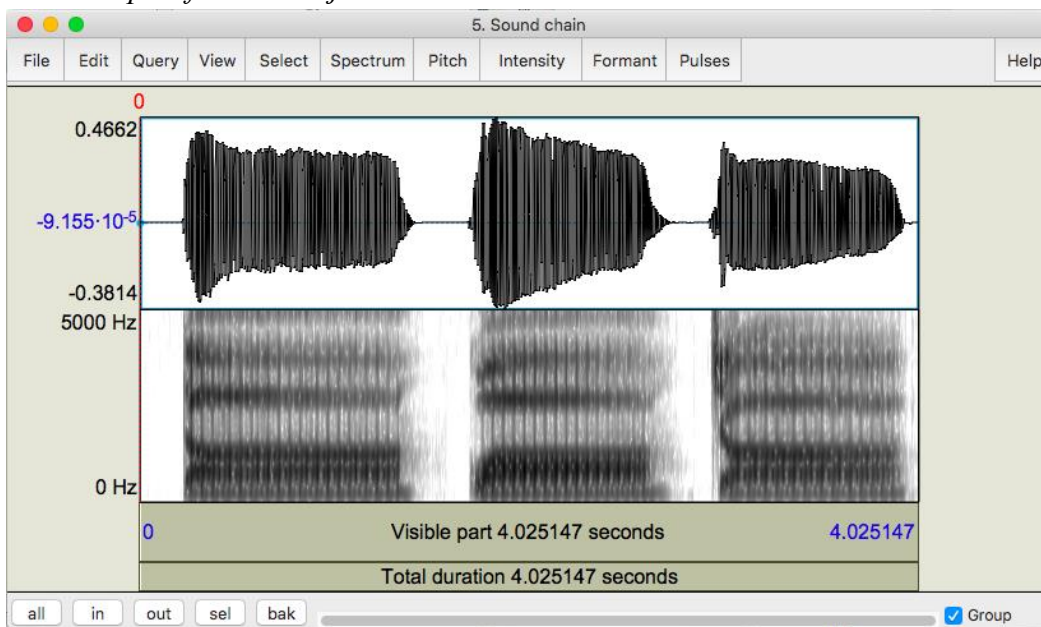 5. Sound chain
File Edit Query View Select Spectrum Pitch Intensity Formant Pulses Help
0
0.4662
-9.155·10-5
-0.3814
5000 Hz
0 Hz
0 Visible part 4.025147 seconds 4.025147
Total duration 4.025147 seconds
all in out sel bak Group